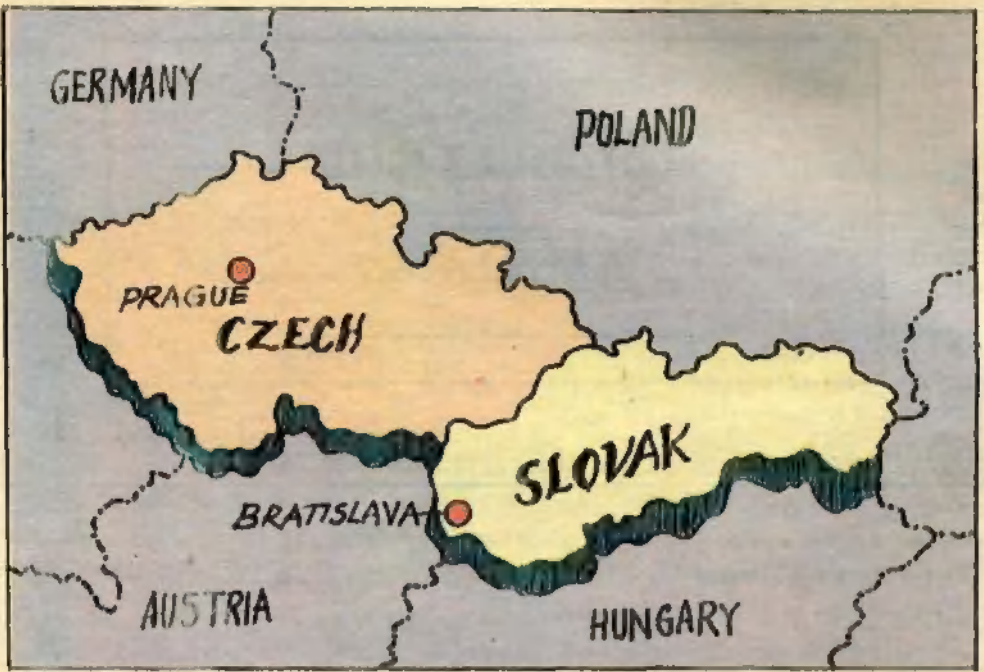 GERMANY
POLAND
PRAGUE
CZECH
SLOVAK
BRATISLAVA
AUSTRIA
HUNGARY